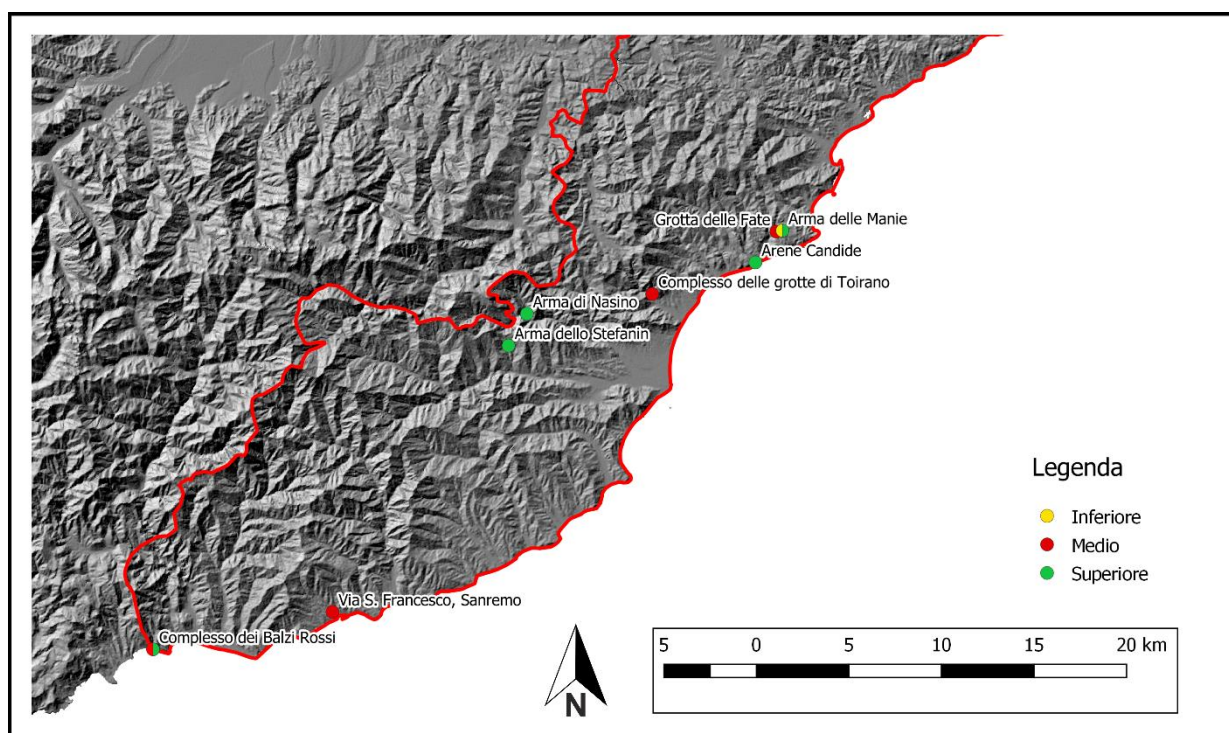 Grotta delle Fate
Arma delle Manie
Arene Candide
Complesso delle grotte di Toirano
Arma di Nasino
Arma dello Stefanin
Legenda
Inferiore
Medio
Superiore
Via S. Francesco, Sanremo
Complesso dei Balzi Rossi
N
5 0 5 10 15 20 km